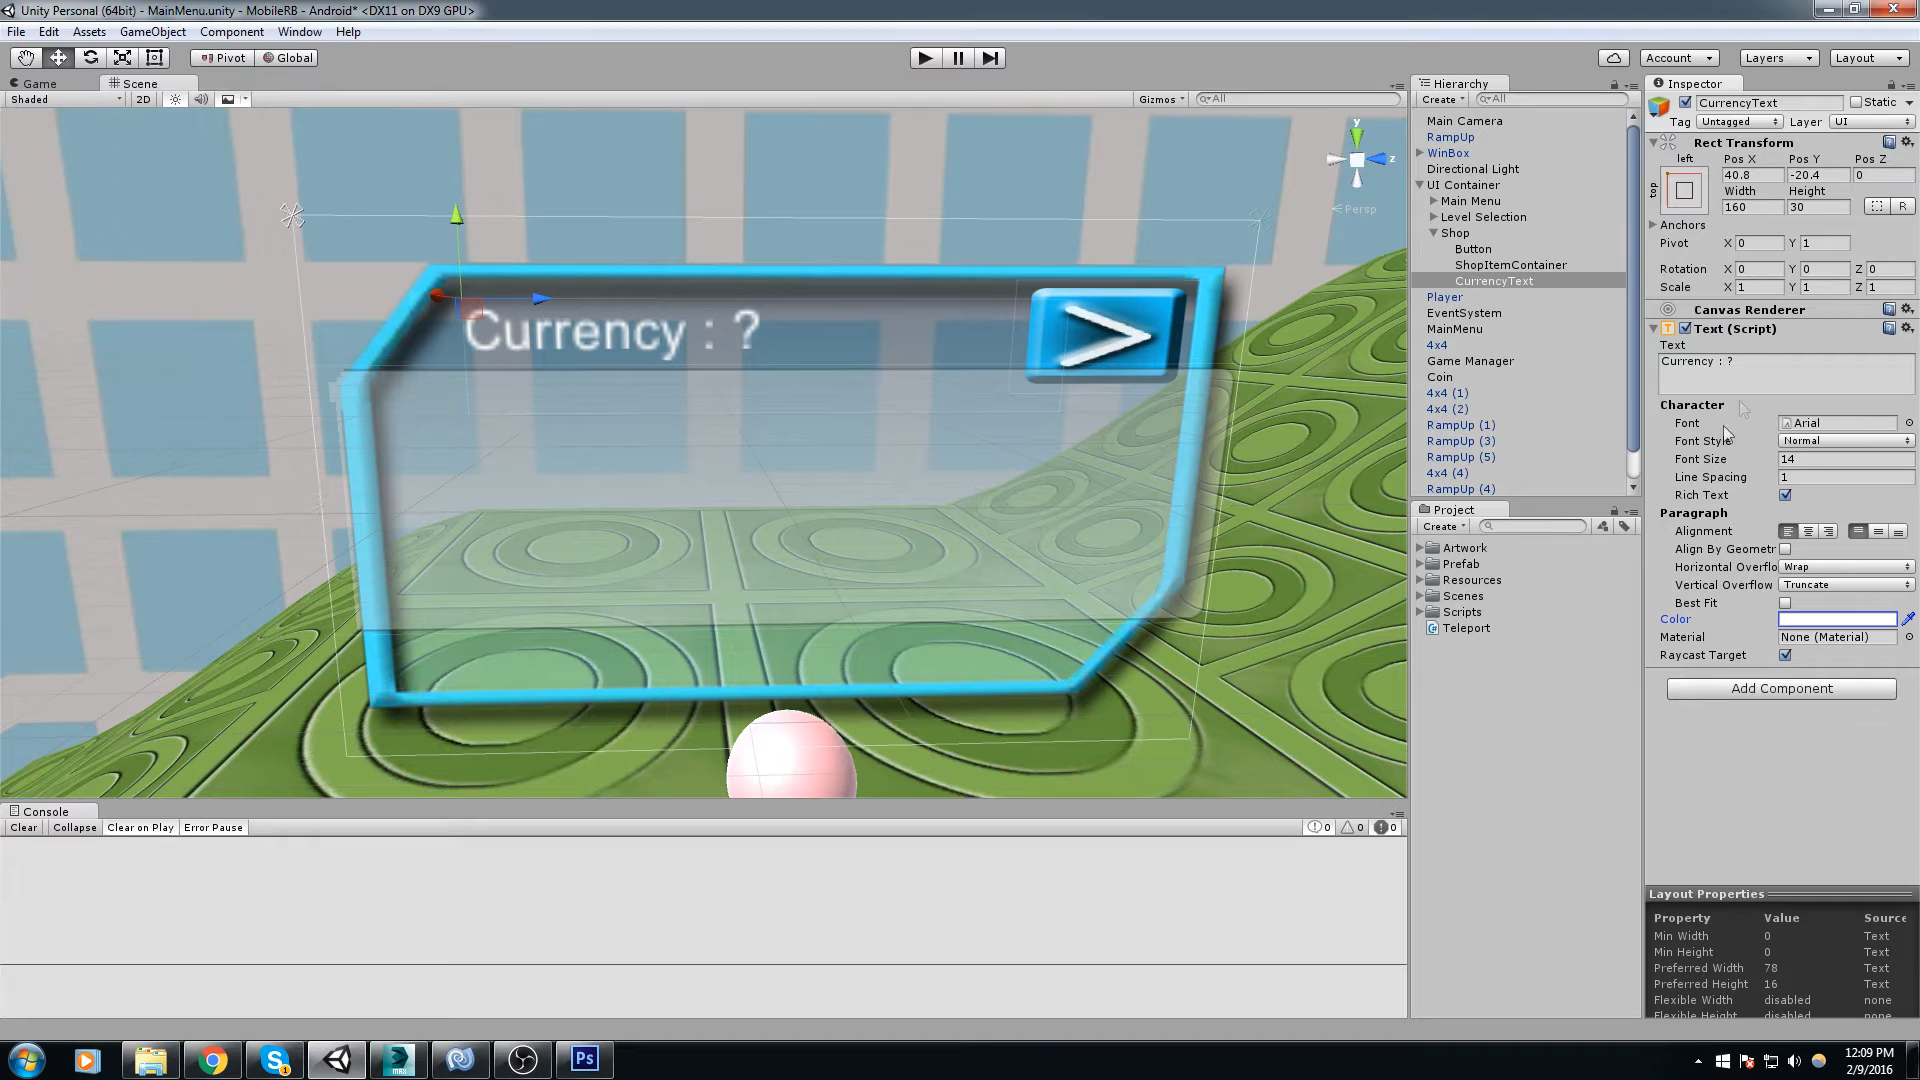 Unity Personal (64bit) - MainMenu.unity - MobileRB - Android* <DX11 on DX9 GPU>
File Edit Assets GameObject Component Window Help
Pivot Global Account Layers Layout
Game Scene
Shaded 2D Gizmos All
y
z
Persp
Currency : ?
>
Console
Clear Collapse Clear on Play Error Pause 0 0 0
Hierarchy
Create All
Main Camera
RampUp
WinBox
Directional Light
UI Container
Main Menu
Level Selection
Shop
Button
ShopItemContainer
CurrencyText
Player
EventSystem
MainMenu
4x4
Game Manager
Coin
4x4 (1)
4x4 (2)
RampUp (1)
RampUp (3)
RampUp (5)
4x4 (4)
RampUp (4)
Project
Create
Artwork
Prefab
Resources
Scenes
Scripts
Teleport
Inspector
CurrencyText Static
Tag Untagged Layer UI
Rect Transform
left Pos X Pos Y Pos Z
top 40.8 -20.4 0
Width Height
160 30 R
Anchors
Pivot X 0 Y 1
Rotation X 0 Y 0 Z 0
Scale X 1 Y 1 Z 1
Canvas Renderer
Text (Script)
Text
Currency : ?
Character
Font Arial
Font Style Normal
Font Size 14
Line Spacing 1
Rich Text
Paragraph
Alignment
Align By Geometr
Horizontal Overflo Wrap
Vertical Overflow Truncate
Best Fit
Color
Material None (Material)
Raycast Target
Add Component
Layout Properties
Property Value Source
Min Width 0 Text
Min Height 0 Text
Preferred Width 78 Text
Preferred Height 16 Text
Flexible Width disabled none
Flexible Height disabled none
S 1
MAX
Ps
12:09 PM
2/9/2016